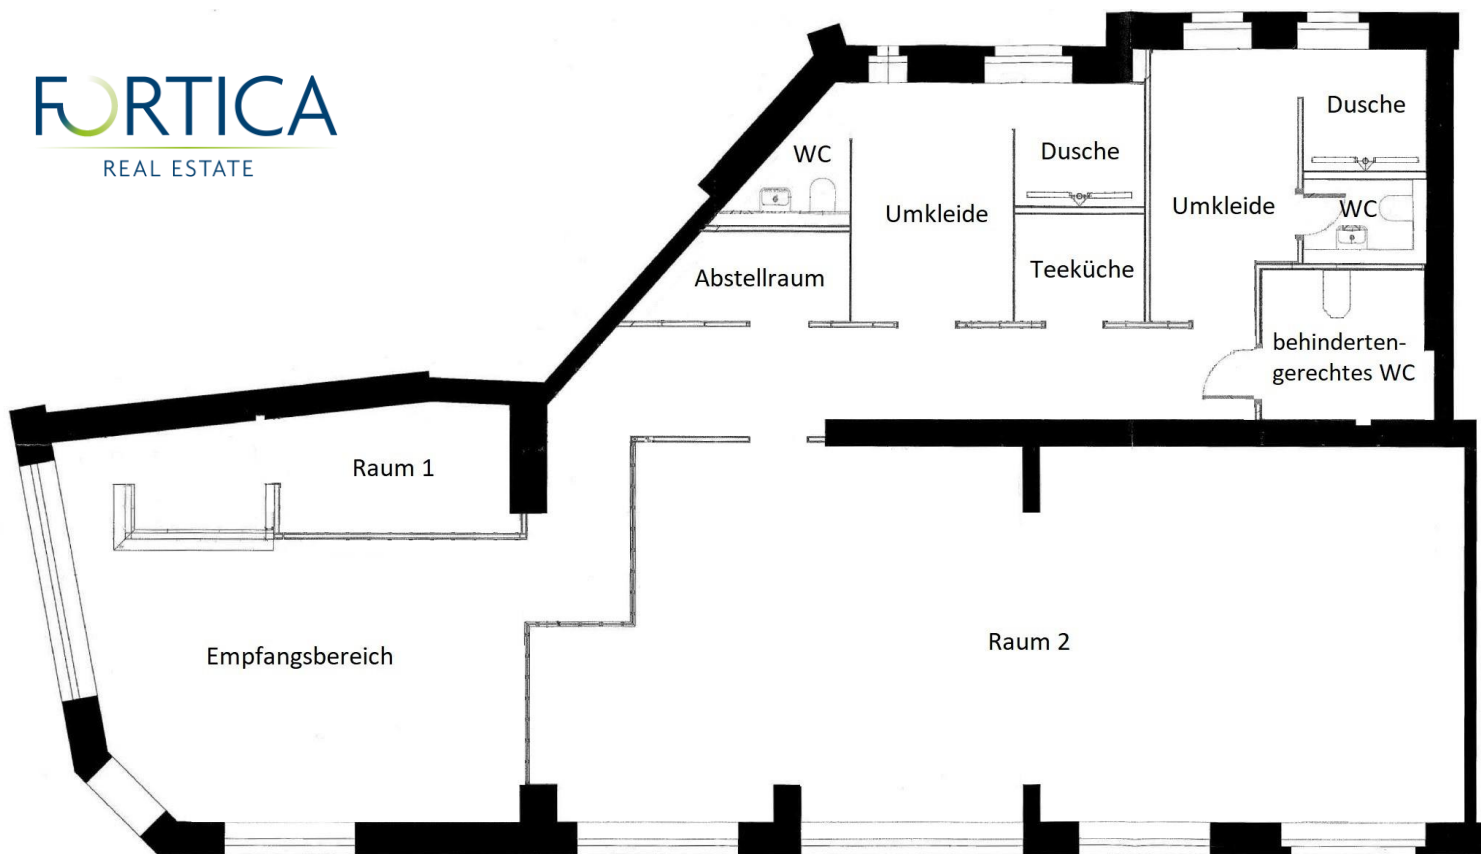 FORTICA
REAL ESTATE
Dusche
WC
Dusche
Umkleide
Umkleide
WC
Abstellraum
Teeküche
behinderten-
gerechtes WC
Raum 1
Empfangsbereich
Raum 2